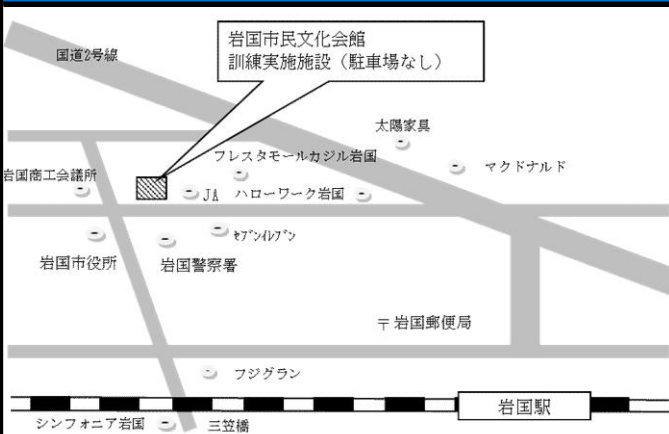 岩国市民文化会館
訓練実施施設（駐車場なし）
国道2号線
太陽家具
フレスタモールカジル岩国
マクドナルド
岩国商工会議所
JA
ハローワーク岩国
ｾﾌﾞﾝｲﾚﾌﾞﾝ
岩国市役所
岩国警察署
〒岩国郵便局
フジグラン
岩国駅
シンフォニア岩国
三笠橋